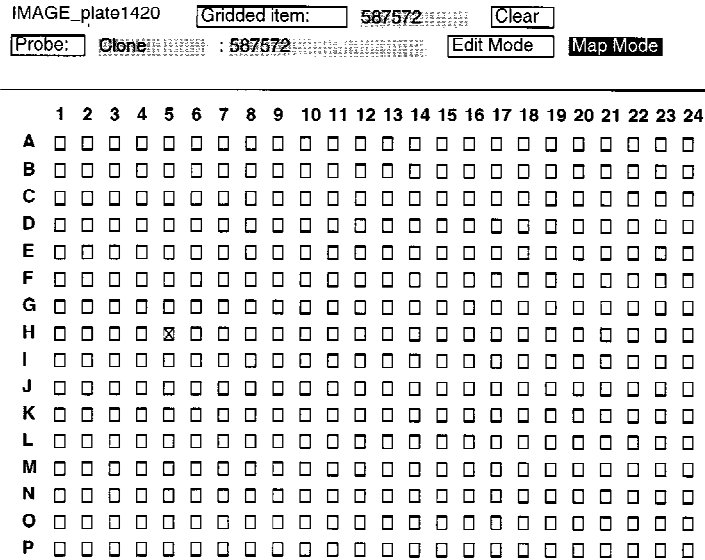 IMAGE_plate1420 Gridded item: 587572 Clear
Probe: Clone : 587572 Edit Mode Map Mode
1 2 3 4 5 6 7 8 9 10 11 12 13 14 15 16 17 18 19 20 21 22 23 24
A
B
C
D
E
F
G
H
I
J
K
L
M
N
O
P